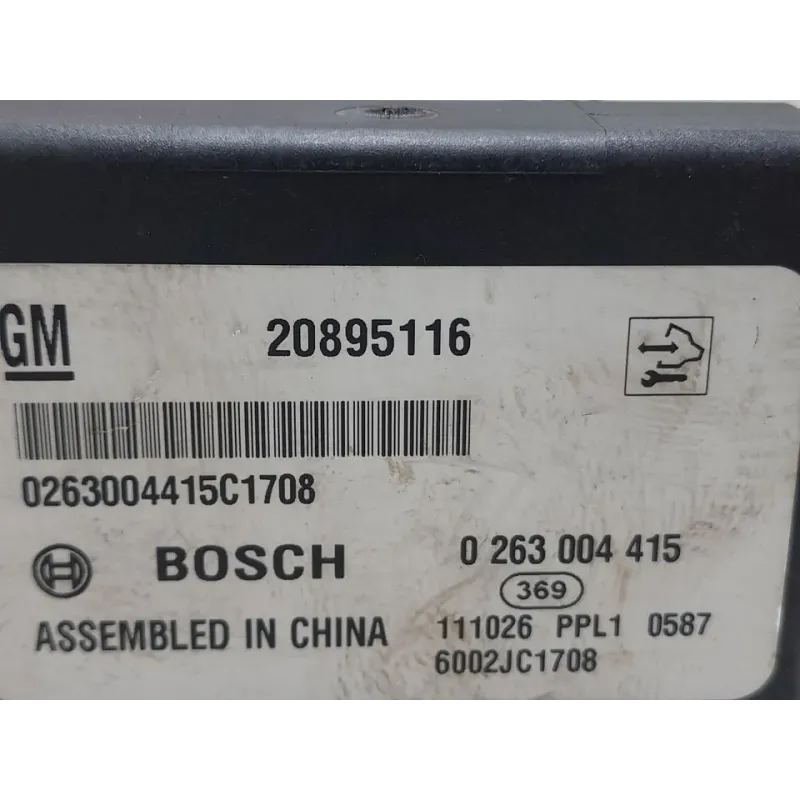 GM 20895116
0263004415C1708
BOSCH 0 263 004 415
369
ASSEMBLED IN CHINA 111026 PPL1 0587
6002JC1708